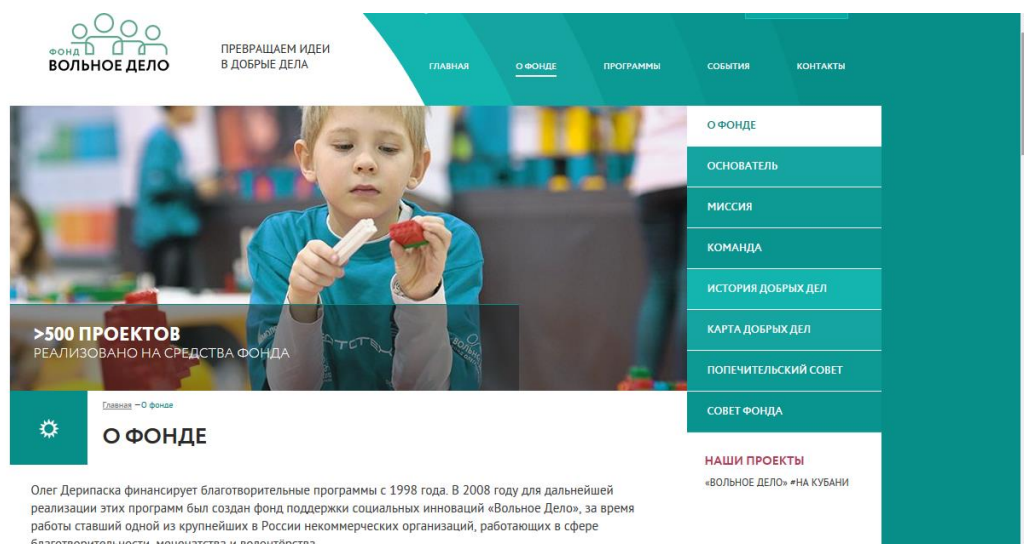 ФОНД
ВОЛЬНОЕ ДЕЛО
ПРЕВРАЩАЕМ ИДЕИ
В ДОБРЫЕ ДЕЛА
ГЛАВНАЯ
О ФОНДЕ
ПРОГРАММЫ
СОБЫТИЯ
КОНТАКТЫ
>500 ПРОЕКТОВ
РЕАЛИЗОВАНО НА СРЕДСТВА ФОНДА
О ФОНДЕ
ОСНОВАТЕЛЬ
МИССИЯ
КОМАНДА
ИСТОРИЯ ДОБРЫХ ДЕЛ
КАРТА ДОБРЫХ ДЕЛ
ПОПЕЧИТЕЛЬСКИЙ СОВЕТ
СОВЕТ ФОНДА
НАШИ ПРОЕКТЫ
«ВОЛЬНОЕ ДЕЛО» #НА КУБАНИ
Главная —О фонде
О ФОНДЕ
Олег Дерипаска финансирует благотворительные программы с 1998 года. В 2008 году для дальнейшей
реализации этих программ был создан фонд поддержки социальных инноваций «Вольное Дело», за время
работы ставший одной из крупнейших в России некоммерческих организаций, работающих в сфере
благотворительности, меценатства и волонтёрства